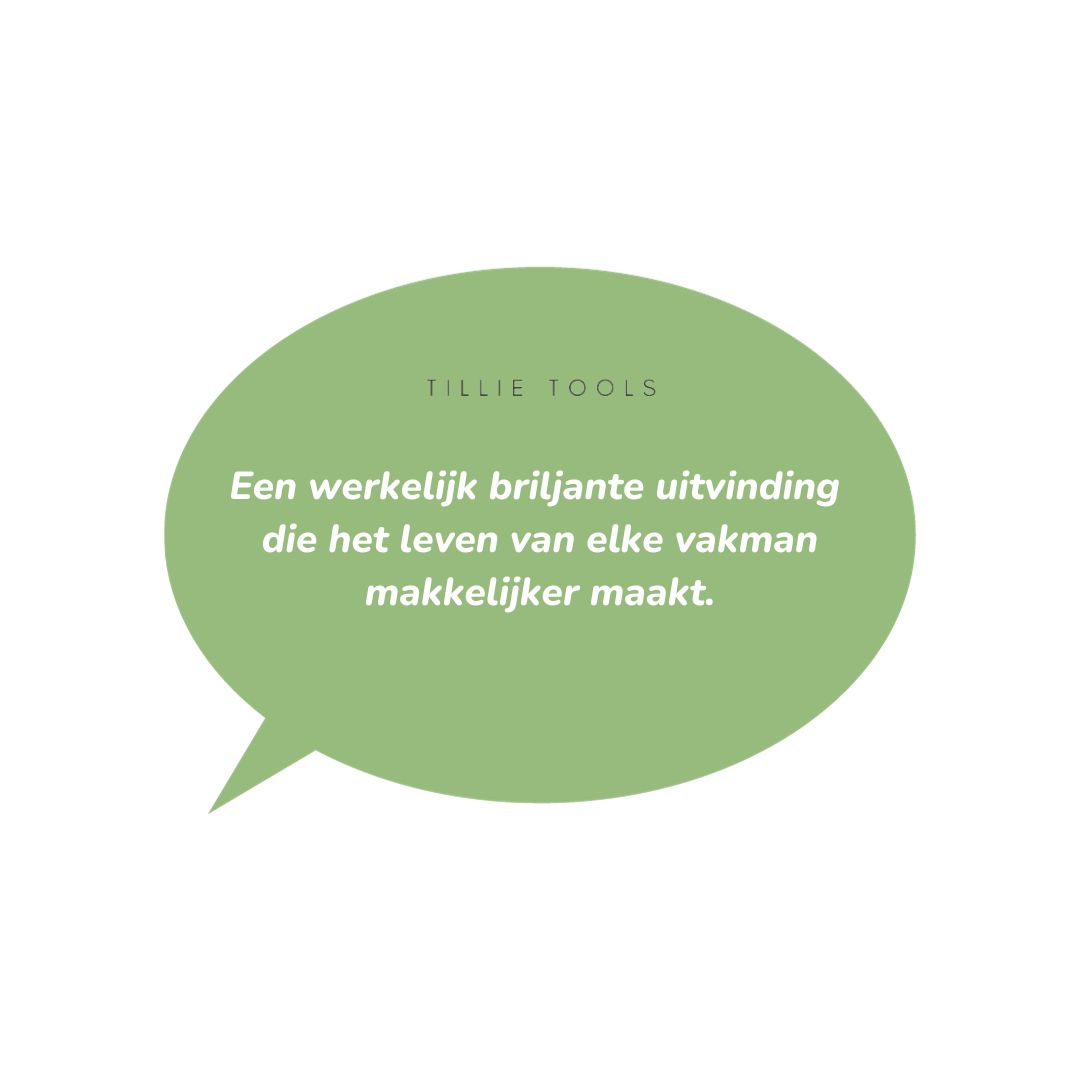 TILLIE TOOLS
Een werkelijk briljante uitvinding
die het leven van elke vakman
makkelijker maakt.